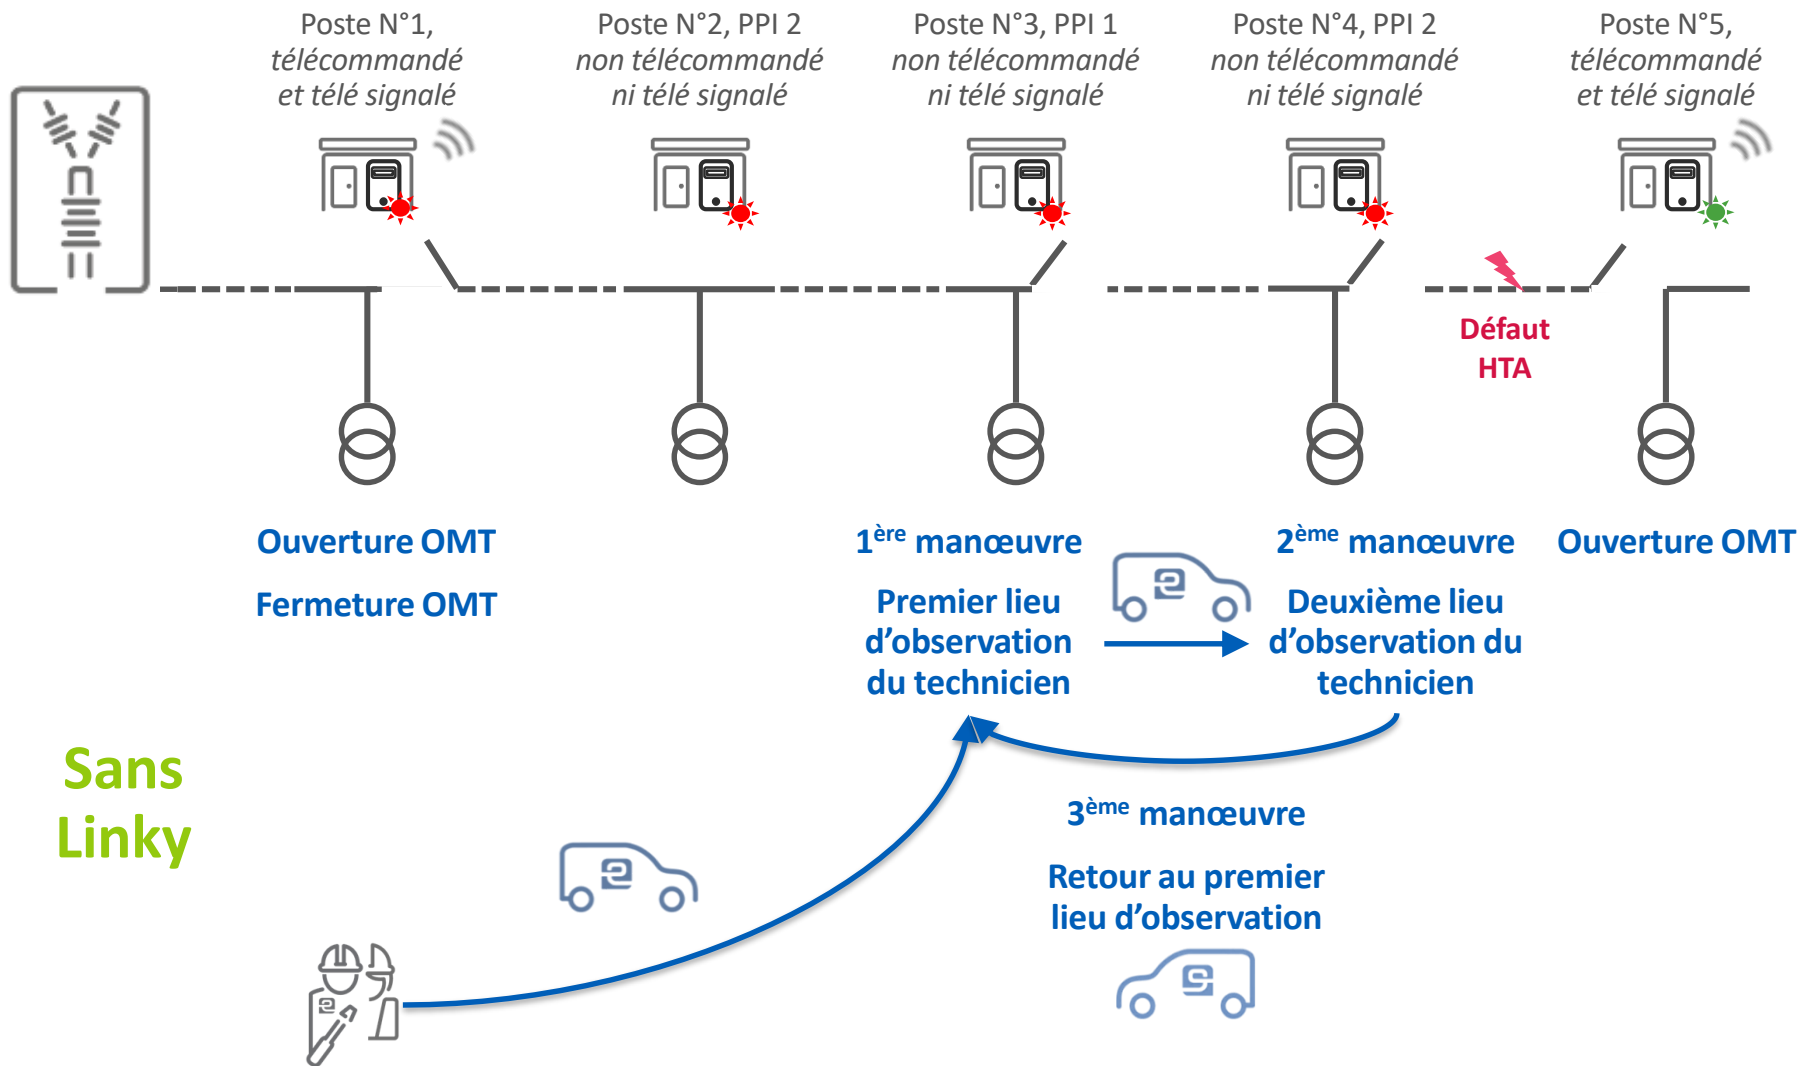 Poste N°1,
télécommandé
et télé signalé
Poste N°2, PPI 2
non télécommandé
ni télé signalé
Poste N°3, PPI 1
non télécommandé
ni télé signalé
Poste N°4, PPI 2
non télécommandé
ni télé signalé
Poste N°5,
télécommandé
et télé signalé
Défaut
HTA
Ouverture OMT
Fermeture OMT
1ère manœuvre
Premier lieu
d’observation
du technicien
2ème manœuvre
Deuxième lieu
d’observation du
technicien
Ouverture OMT
Sans
Linky
3ème manœuvre
Retour au premier
lieu d’observation